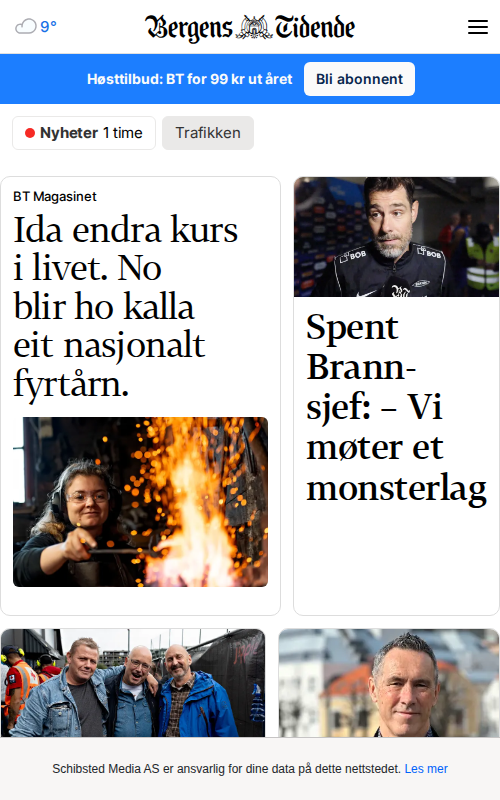 9°
Bergens Tidende
Høsttilbud: BT for 99 kr ut året
Bli abonnent
Nyheter 1 time
Trafikken
BT Magasinet
Ida endra kurs
i livet. No
blir ho kalla
eit nasjonalt
fyrtårn.
BOB
BOB
Spent
Brann-
sjef: – Vi
møter et
monsterlag
Schibsted Media AS er ansvarlig for dine data på dette nettstedet. Les mer